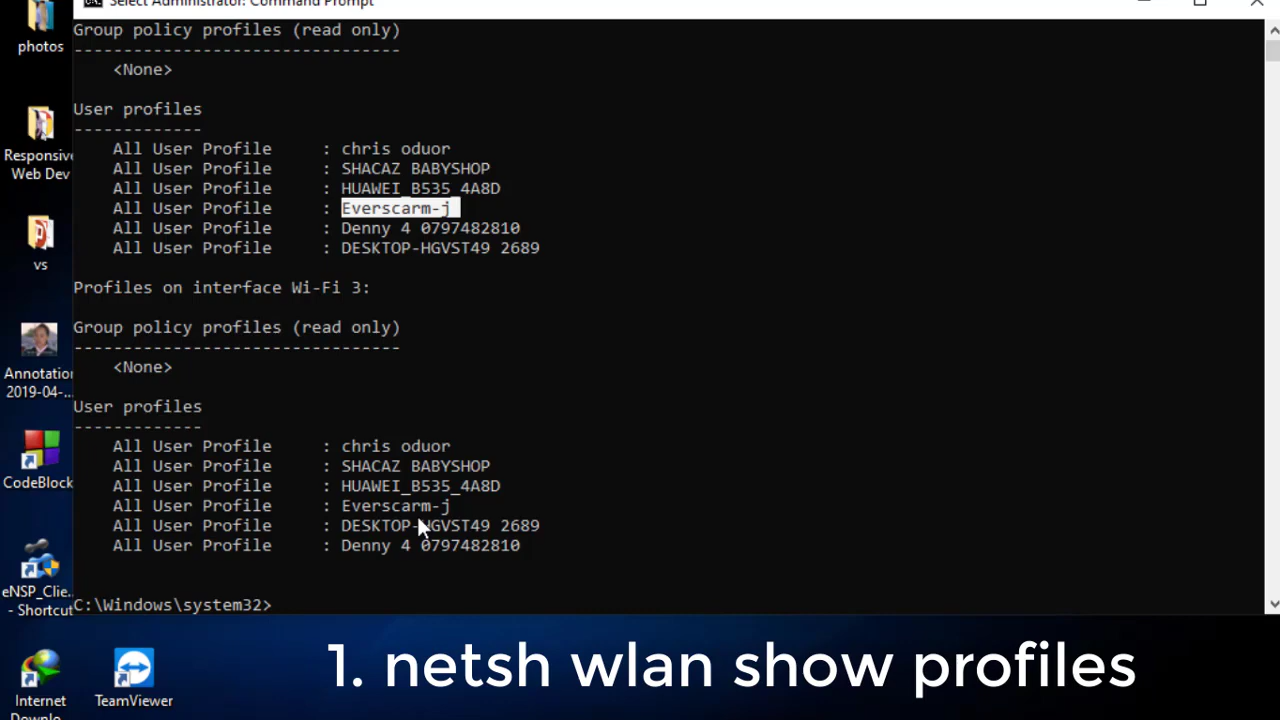 Select Administrator: Command Prompt
Group policy profiles (read only)
---------------------------------
<None>
User profiles
-------------
All User Profile : chris oduor
All User Profile : SHACAZ BABYSHOP
All User Profile : HUAWEI_B535_4A8D
All User Profile : Everscarm-j
All User Profile : Denny 4 0797482810
All User Profile : DESKTOP-HGVST49 2689
Profiles on interface Wi-Fi 3:
Group policy profiles (read only)
---------------------------------
<None>
User profiles
-------------
All User Profile : chris oduor
All User Profile : SHACAZ BABYSHOP
All User Profile : HUAWEI_B535_4A8D
All User Profile : Everscarm-j
All User Profile : DESKTOP-HGVST49 2689
All User Profile : Denny 4 0797482810
C:\Windows\system32>
photos
Responsive
Web Dev
vs
Annotation
2019-04-...
CodeBlock
eNSP_Clie...
- Shortcut
Internet
TeamViewer
1. netsh wlan show profiles